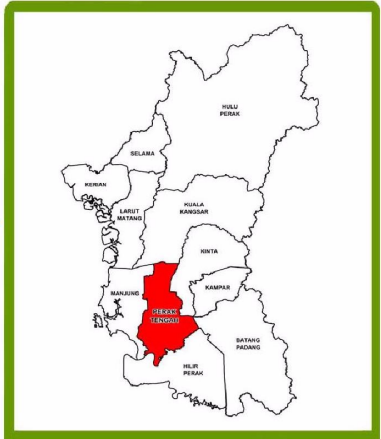 HULU
PERAK
SELAMA
KERIAN
LARUT
MATANG
KUALA
KANGSAR
KINTA
MANJUNG
KAMPAR
PERAK
TENGAH
BATANG
PADANG
HILIR
PERAK